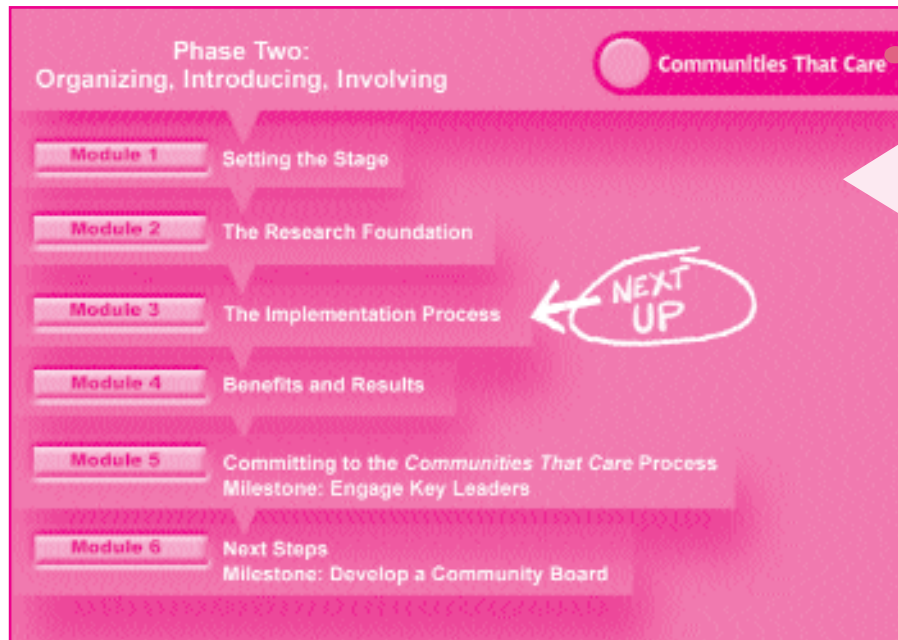 Phase Two:
Organizing, Introducing, Involving
Communities That Care
Module 1
Setting the Stage
Module 2
The Research Foundation
Module 3
The Implementation Process
NEXT
UP
Module 4
Benefits and Results
Module 5
Committing to the Communities That Care Process
Milestone: Engage Key Leaders
Module 6
Next Steps
Milestone: Develop a Community Board